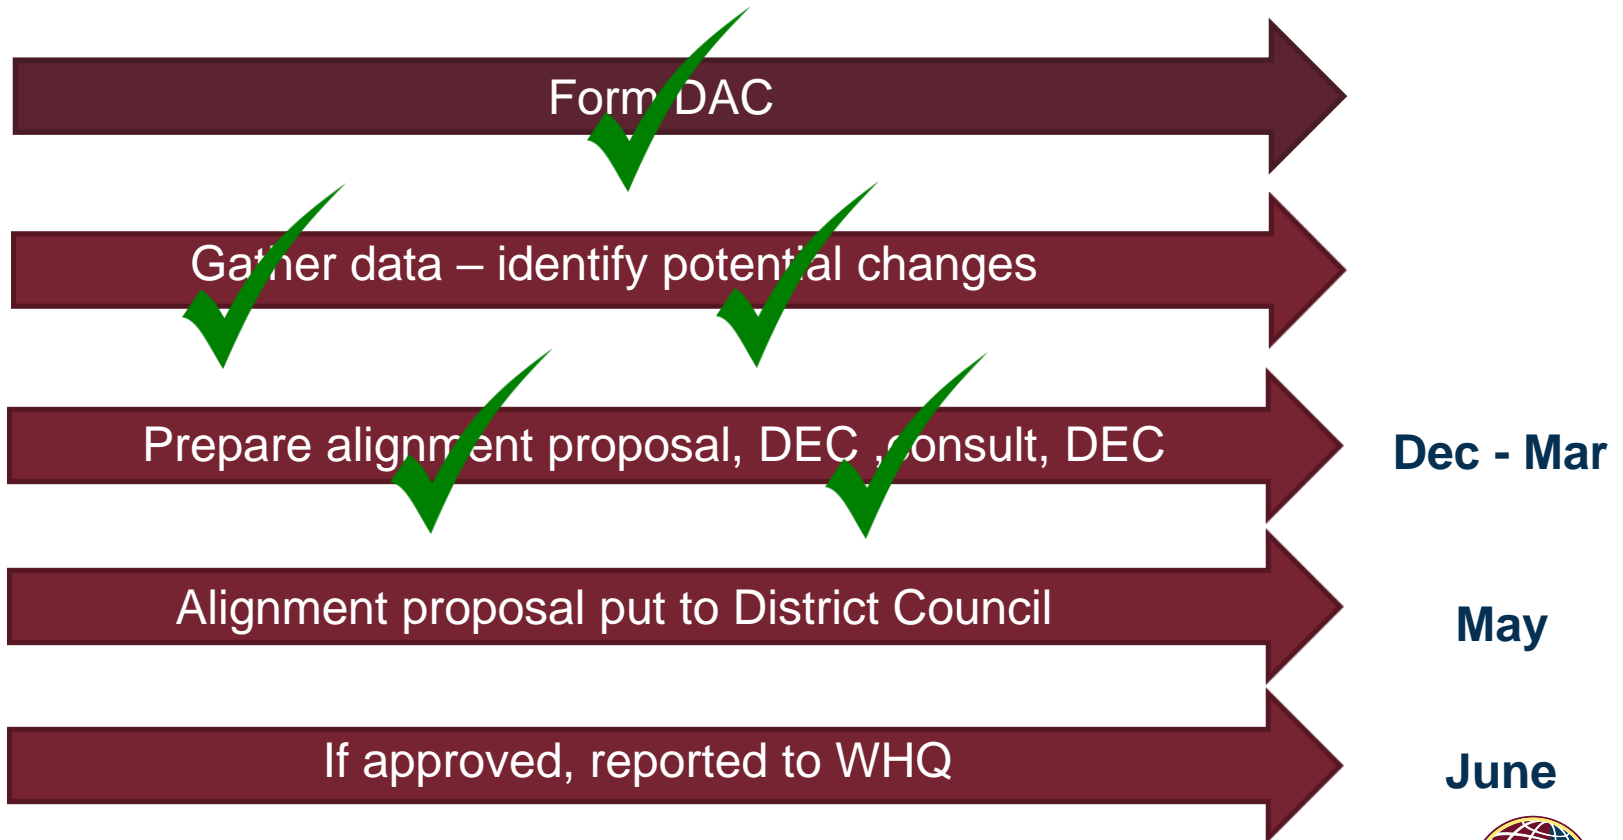 Form DAC
Gather data – identify potential changes
Prepare alignment proposal, DEC ,consult, DEC
Dec - Mar
Alignment proposal put to District Council
May
If approved, reported to WHQ
June